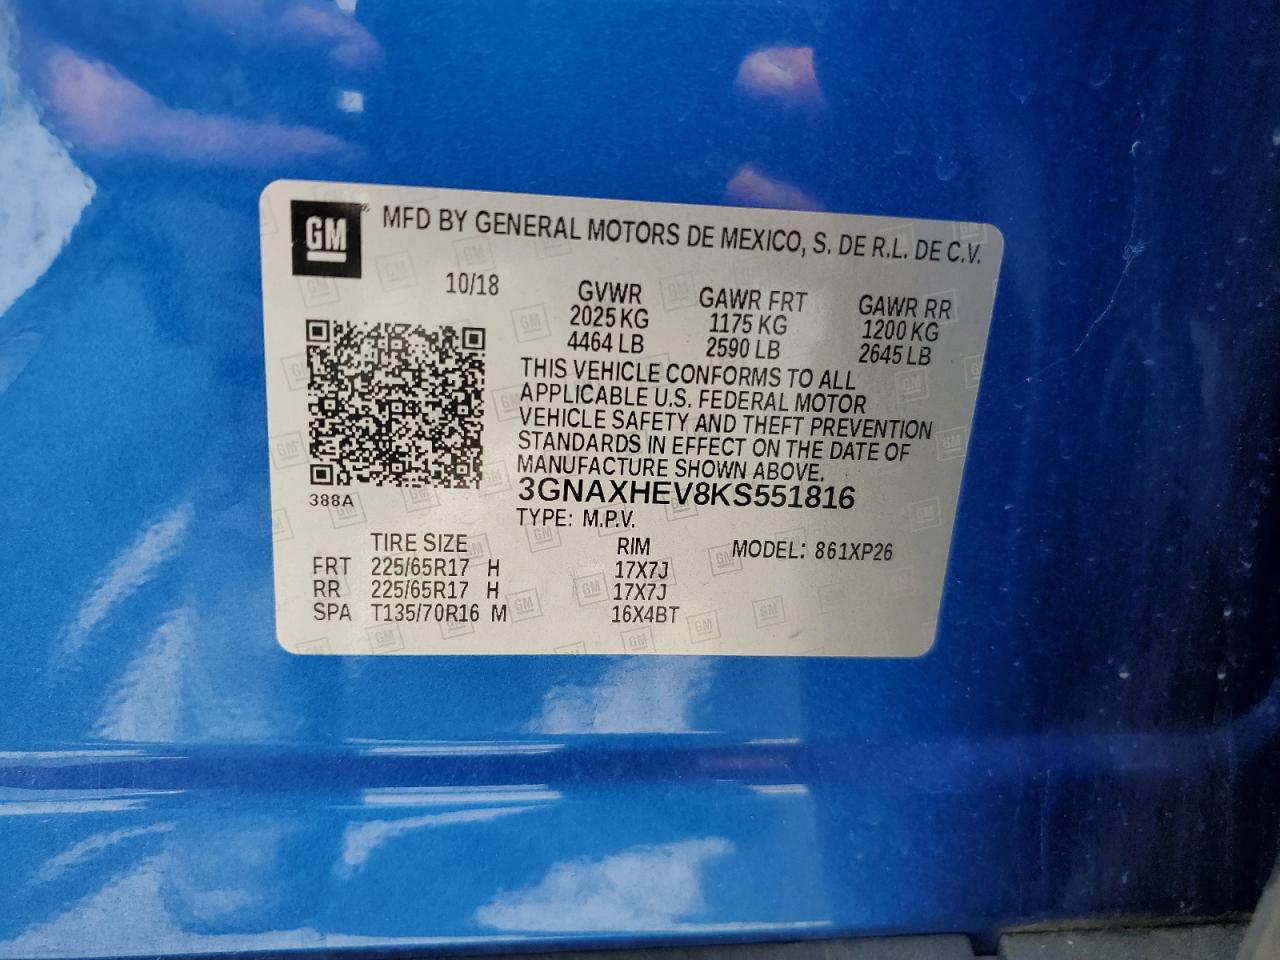 GM ® MFD BY GENERAL MOTORS DE MEXICO, S. DE R.L. DE C.V.
10/18
GVWR GAWR FRT GAWR RR
2025 KG 1175 KG 1200 KG
4464 LB 2590 LB 2645 LB
THIS VEHICLE CONFORMS TO ALL
APPLICABLE U.S. FEDERAL MOTOR
VEHICLE SAFETY AND THEFT PREVENTION
STANDARDS IN EFFECT ON THE DATE OF
MANUFACTURE SHOWN ABOVE.
388A
3GNAXHEV8KS551816
TYPE: M.P.V.
TIRE SIZE RIM MODEL: 861XP26
FRT 225/65R17 H 17X7J
RR 225/65R17 H 17X7J
SPA T135/70R16 M 16X4BT